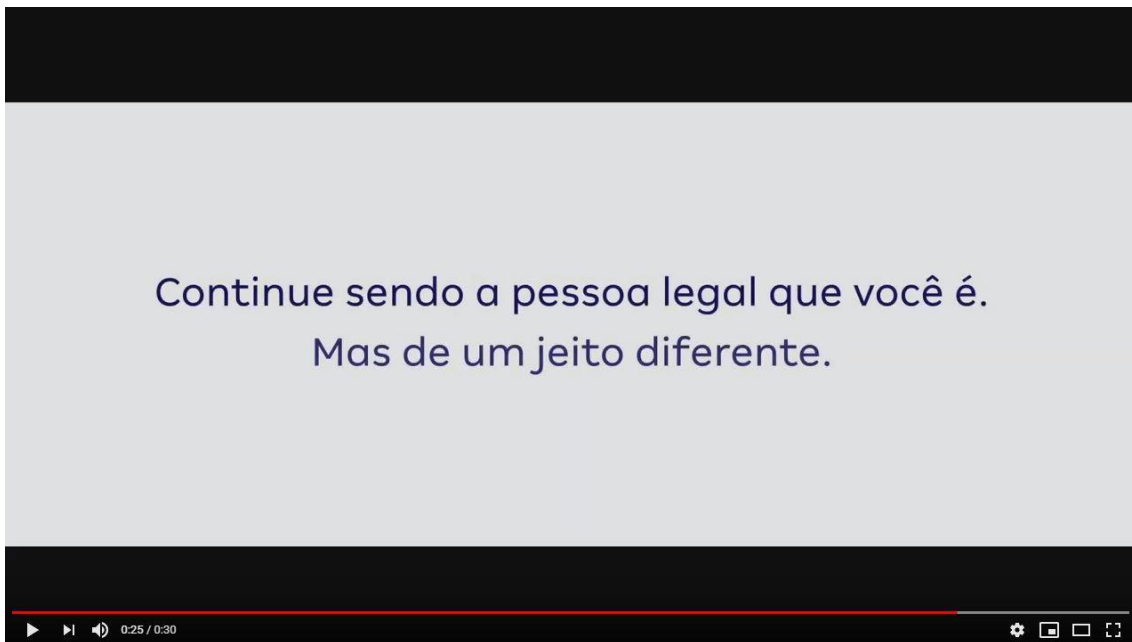 Continue sendo a pessoa legal que você é.
Mas de um jeito diferente.
0:25 / 0:30